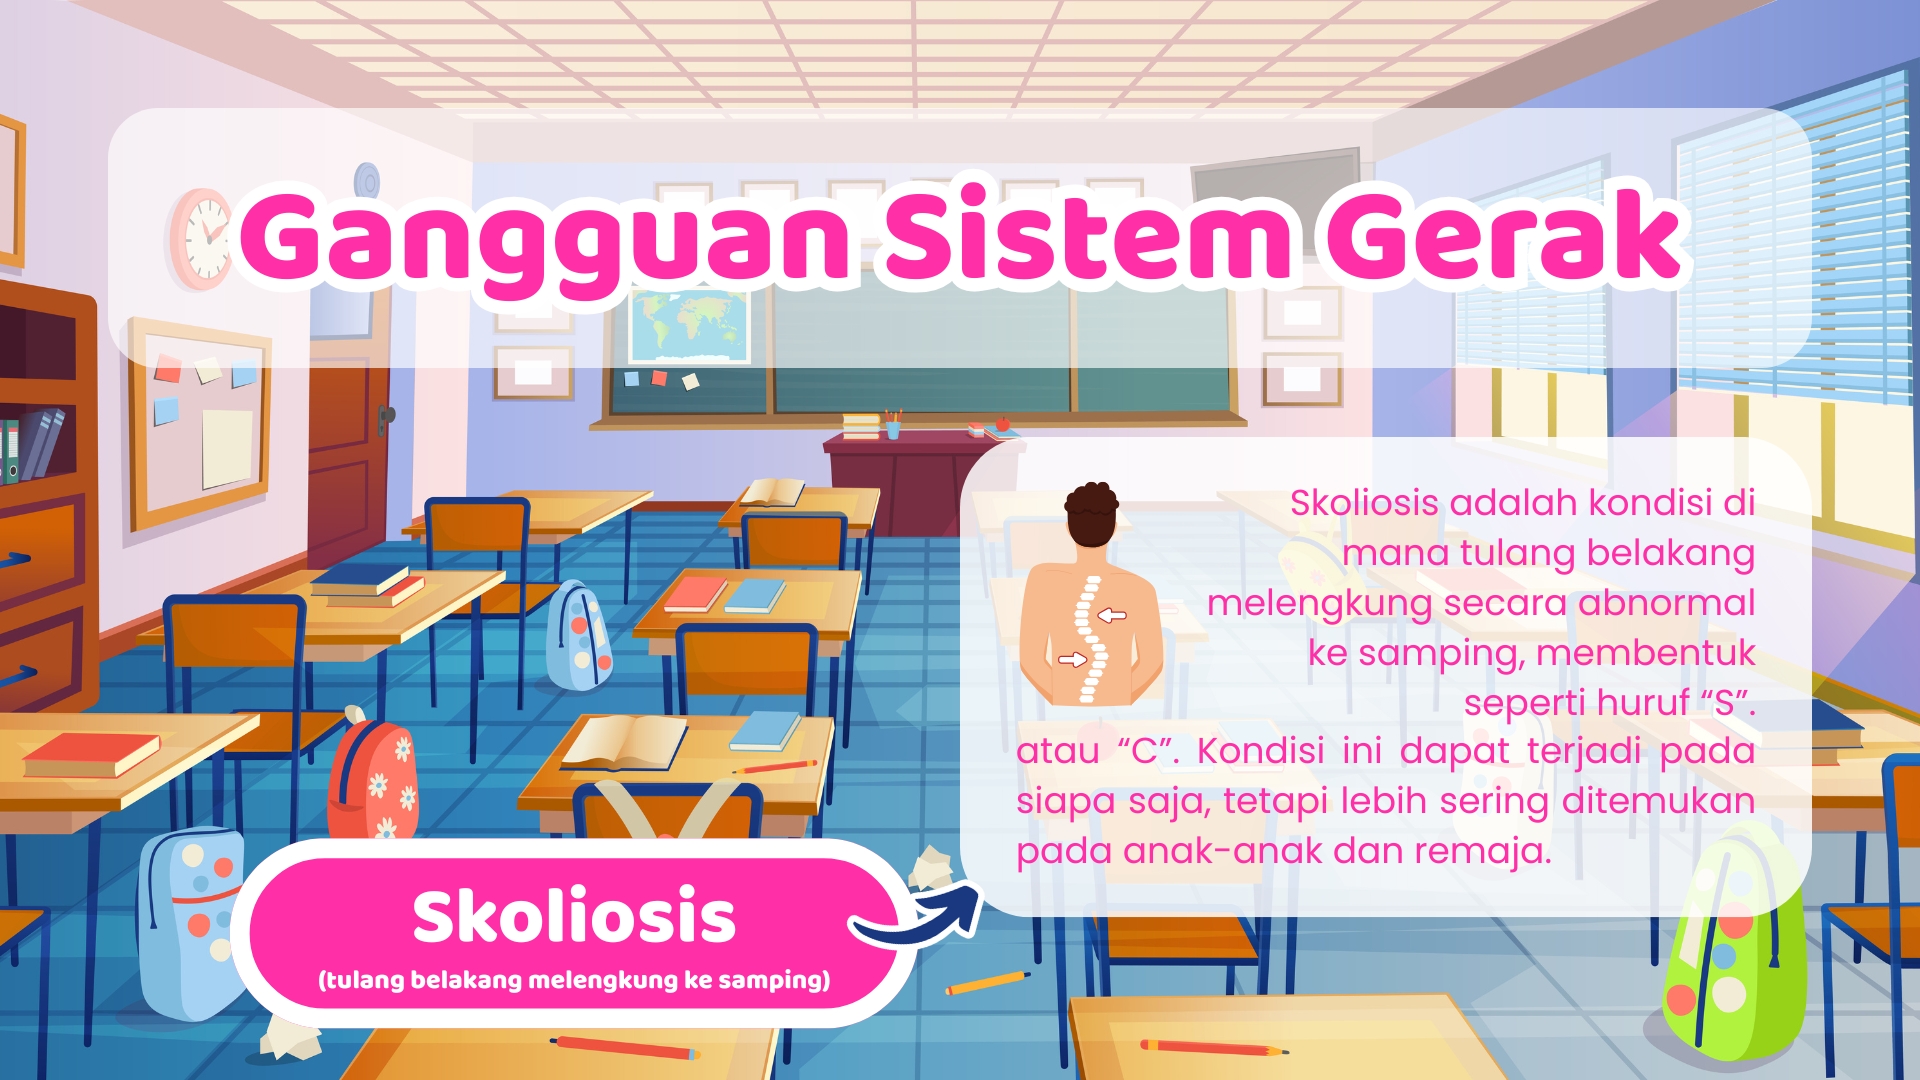 Gangguan Sistem Gerak
Skoliosis adalah kondisi di
mana tulang belakang
melengkung secara abnormal
ke samping, membentuk
seperti huruf “S”.
atau “C”. Kondisi ini dapat terjadi pada
siapa saja, tetapi lebih sering ditemukan
pada anak-anak dan remaja.
Skoliosis
(tulang belakang melengkung ke samping)